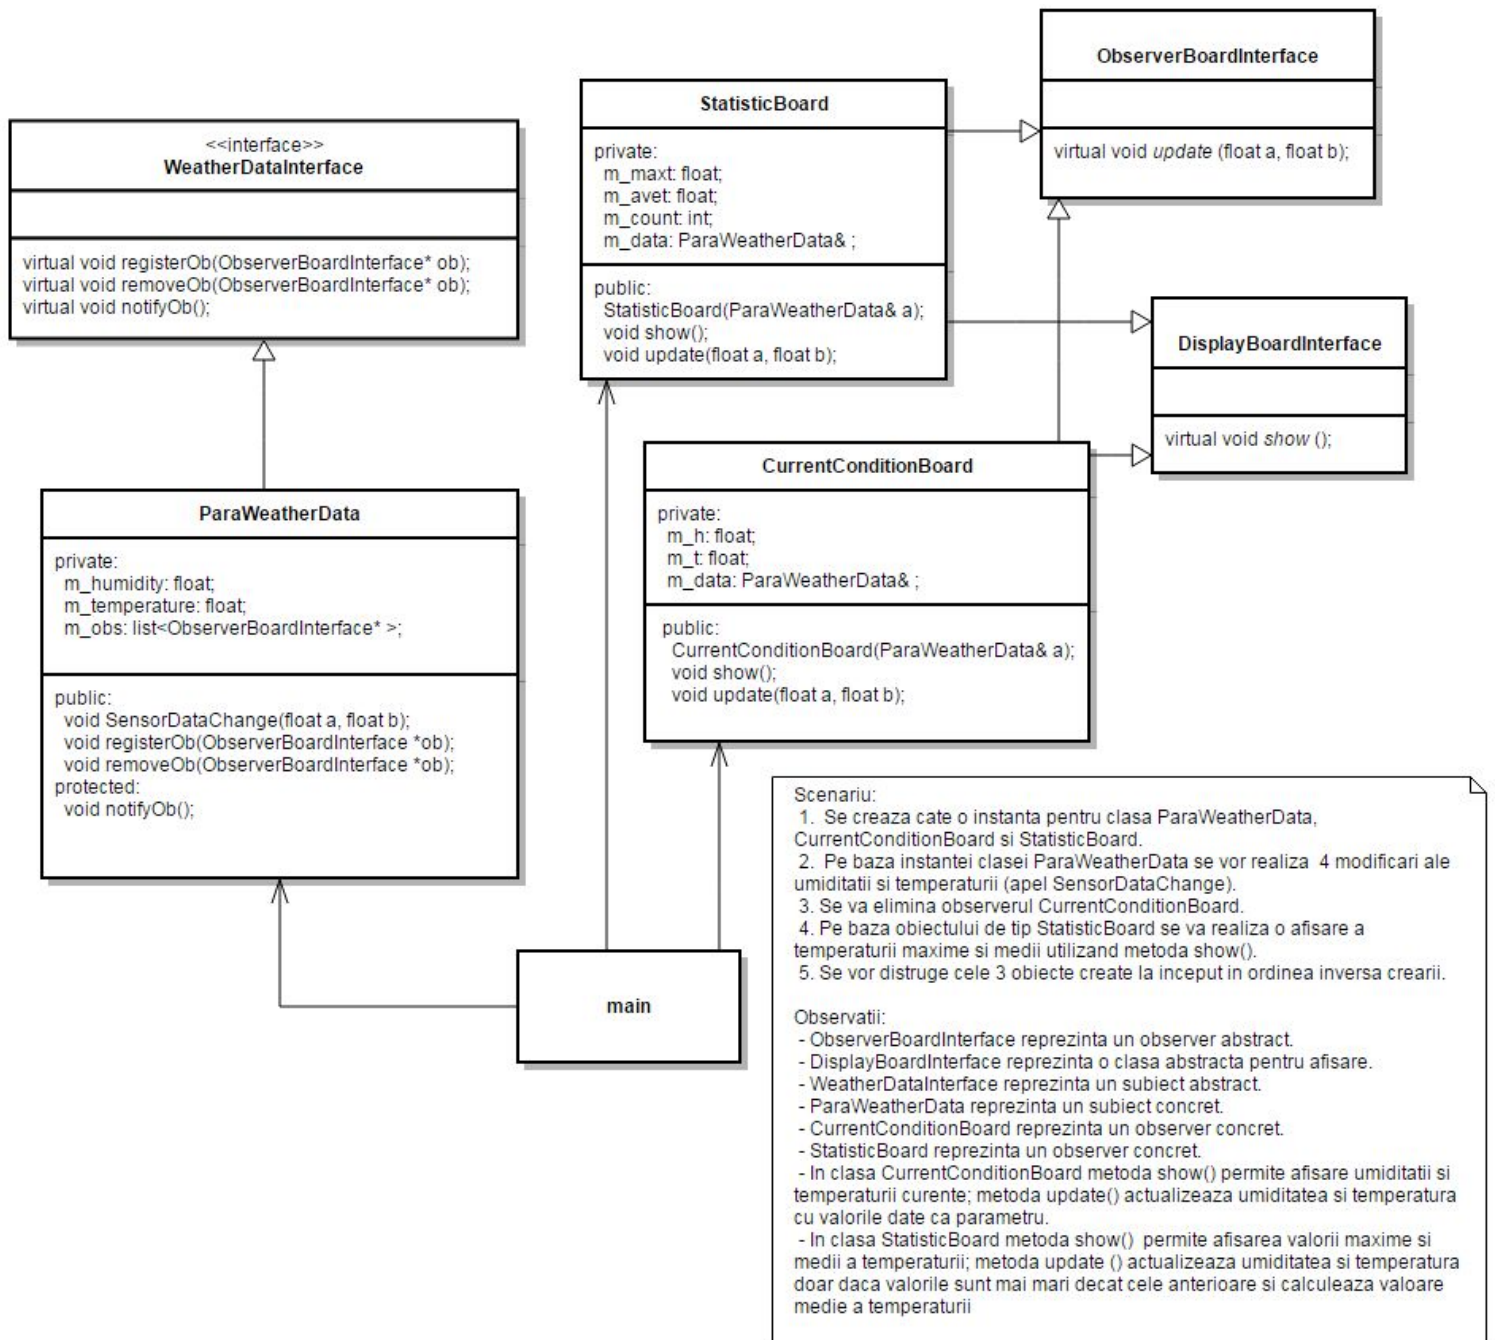 <<interface>>
WeatherDataInterface
virtual void registerOb(ObserverBoardInterface* ob);
virtual void removeOb(ObserverBoardInterface* ob);
virtual void notifyOb();
StatisticBoard
private:
m_maxt: float;
m_avet: float;
m_count: int;
m_data: ParaWeatherData& ;
public:
StatisticBoard(ParaWeatherData& a);
void show();
void update(float a, float b);
ObserverBoardInterface
virtual void update (float a, float b);
DisplayBoardInterface
virtual void show ();
ParaWeatherData
private:
m_humidity: float;
m_temperature: float;
m_obs: list<ObserverBoardInterface* >;
public:
void SensorDataChange(float a, float b);
void registerOb(ObserverBoardInterface *ob);
void removeOb(ObserverBoardInterface *ob);
protected:
void notifyOb();
CurrentConditionBoard
private:
m_h: float;
m_t: float;
m_data: ParaWeatherData& ;
public:
CurrentConditionBoard(ParaWeatherData& a);
void show();
void update(float a, float b);
main
Scenariu:
1. Se creaza cate o instanta pentru clasa ParaWeatherData,
CurrentConditionBoard si StatisticBoard.
2. Pe baza instantei clasei ParaWeatherData se vor realiza 4 modificari ale
umiditatii si temperaturii (apel SensorDataChange).
3. Se va elimina observerul CurrentConditionBoard.
4. Pe baza obiectului de tip StatisticBoard se va realiza o afisare a
temperaturii maxime si medii utilizand metoda show().
5. Se vor distruge cele 3 obiecte create la inceput in ordinea inversa crearii.
Observatii:
- ObserverBoardInterface reprezinta un observer abstract.
- DisplayBoardInterface reprezinta o clasa abstracta pentru afisare.
- WeatherDataInterface reprezinta un subiect abstract.
- ParaWeatherData reprezinta un subiect concret.
- CurrentConditionBoard reprezinta un observer concret.
- StatisticBoard reprezinta un observer concret.
- In clasa CurrentConditionBoard metoda show() permite afisare umiditatii si
temperaturii curente; metoda update() actualizeaza umiditatea si temperatura
cu valorile date ca parametru.
- In clasa StatisticBoard metoda show() permite afisarea valorii maxime si
medii a temperaturii; metoda update () actualizeaza umiditatea si temperatura
doar daca valorile sunt mai mari decat cele anterioare si calculeaza valoare
medie a temperaturii